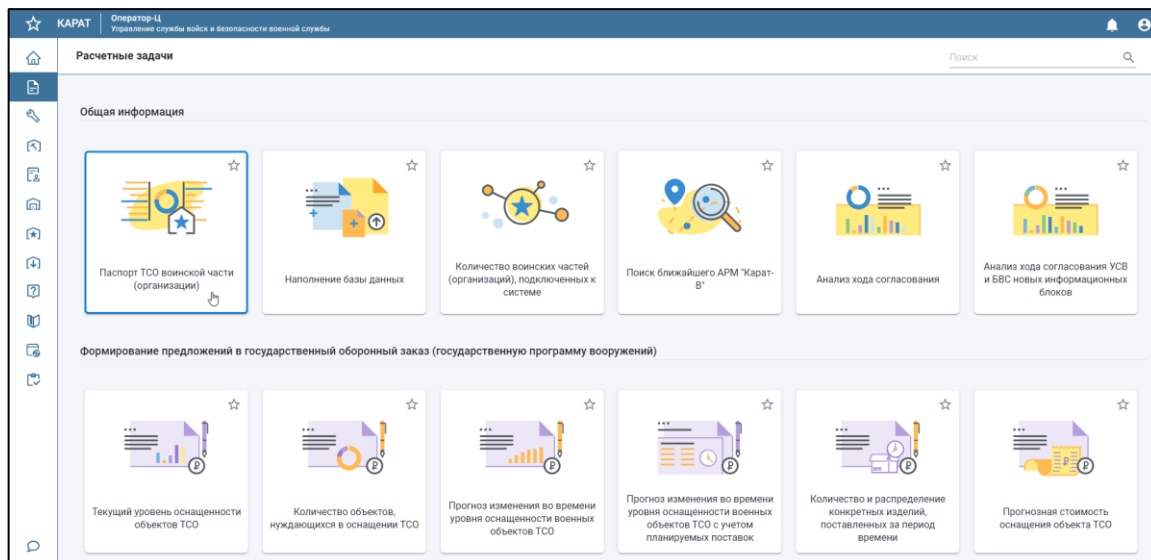 КАРАТ
Оператор-Ц
Управление службы войск и безопасности военной службы
Расчетные задачи
Поиск
Общая информация
Паспорт ТСО воинской части
(организации)
Наполнение базы данных
Количество воинских частей
(организаций), подключенных к
системе
Поиск ближайшего АРМ "Карат-
В"
Анализ хода согласования
Анализ хода согласования УСВ
и БВС новых информационных
блоков
Формирование предложений в государственный оборонный заказ (государственную программу вооружений)
Текущий уровень оснащенности
объектов ТСО
Количество объектов,
нуждающихся в оснащении ТСО
Прогноз изменения во времени
уровня оснащенности военных
объектов ТСО
Прогноз изменения во времени
уровня оснащенности военных
объектов ТСО с учетом
планируемых поставок
Количество и распределение
конкретных изделий,
поставленных за период
времени
Прогнозная стоимость
оснащения объекта ТСО